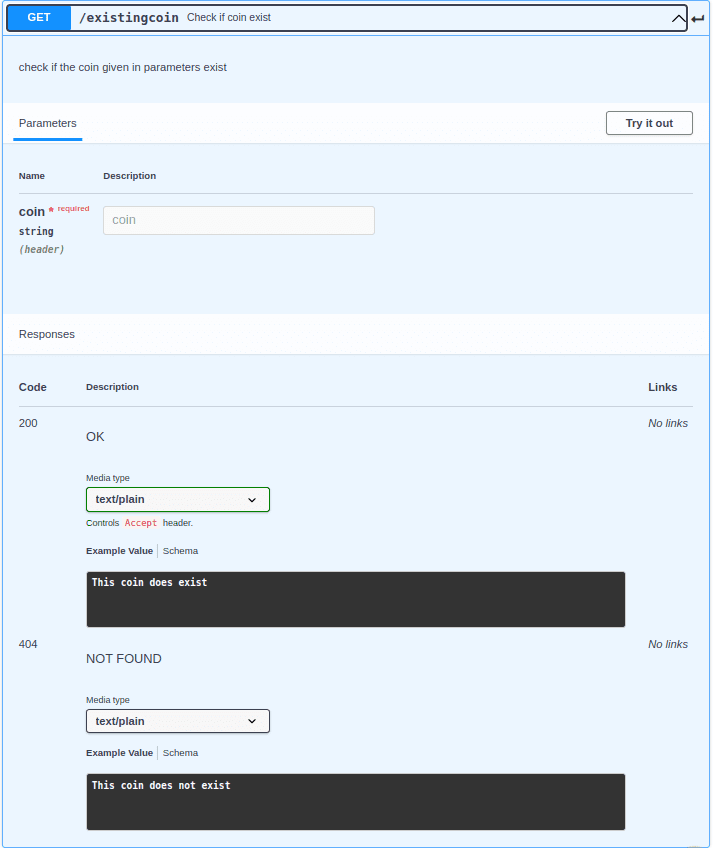 GET /existingcoin Check if coin exist
check if the coin given in parameters exist
Parameters
Try it out
Name Description
coin * required
coin
string
(header)
Responses
Code Description Links
200 No links
OK
Media type
text/plain
Controls Accept header.
Example Value Schema
This coin does exist
404 No links
NOT FOUND
Media type
text/plain
Example Value Schema
This coin does not exist